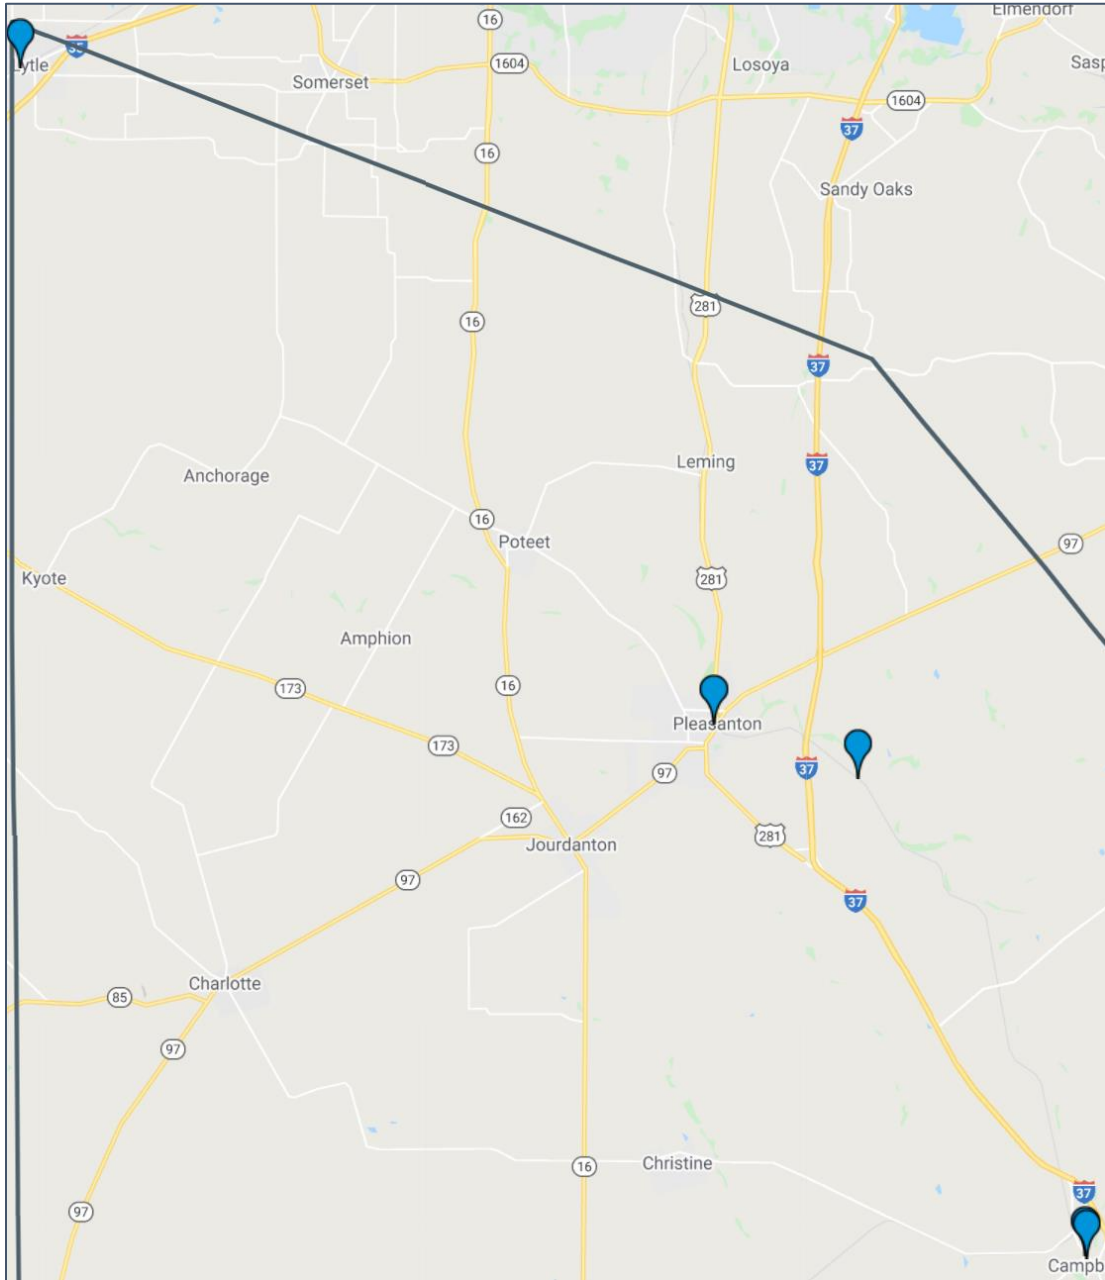 Elmendorf
16
Lytle
35
1604
Losoya
Sasp
Somerset
1604
37
16
Sandy Oaks
281
16
37
Leming
37
Anchorage
16
Poteet
97
281
Kyote
Amphion
173
16
Pleasanton
173
97
37
162
281
Jourdanton
97
37
Charlotte
85
97
Christine
16
37
97
Campb